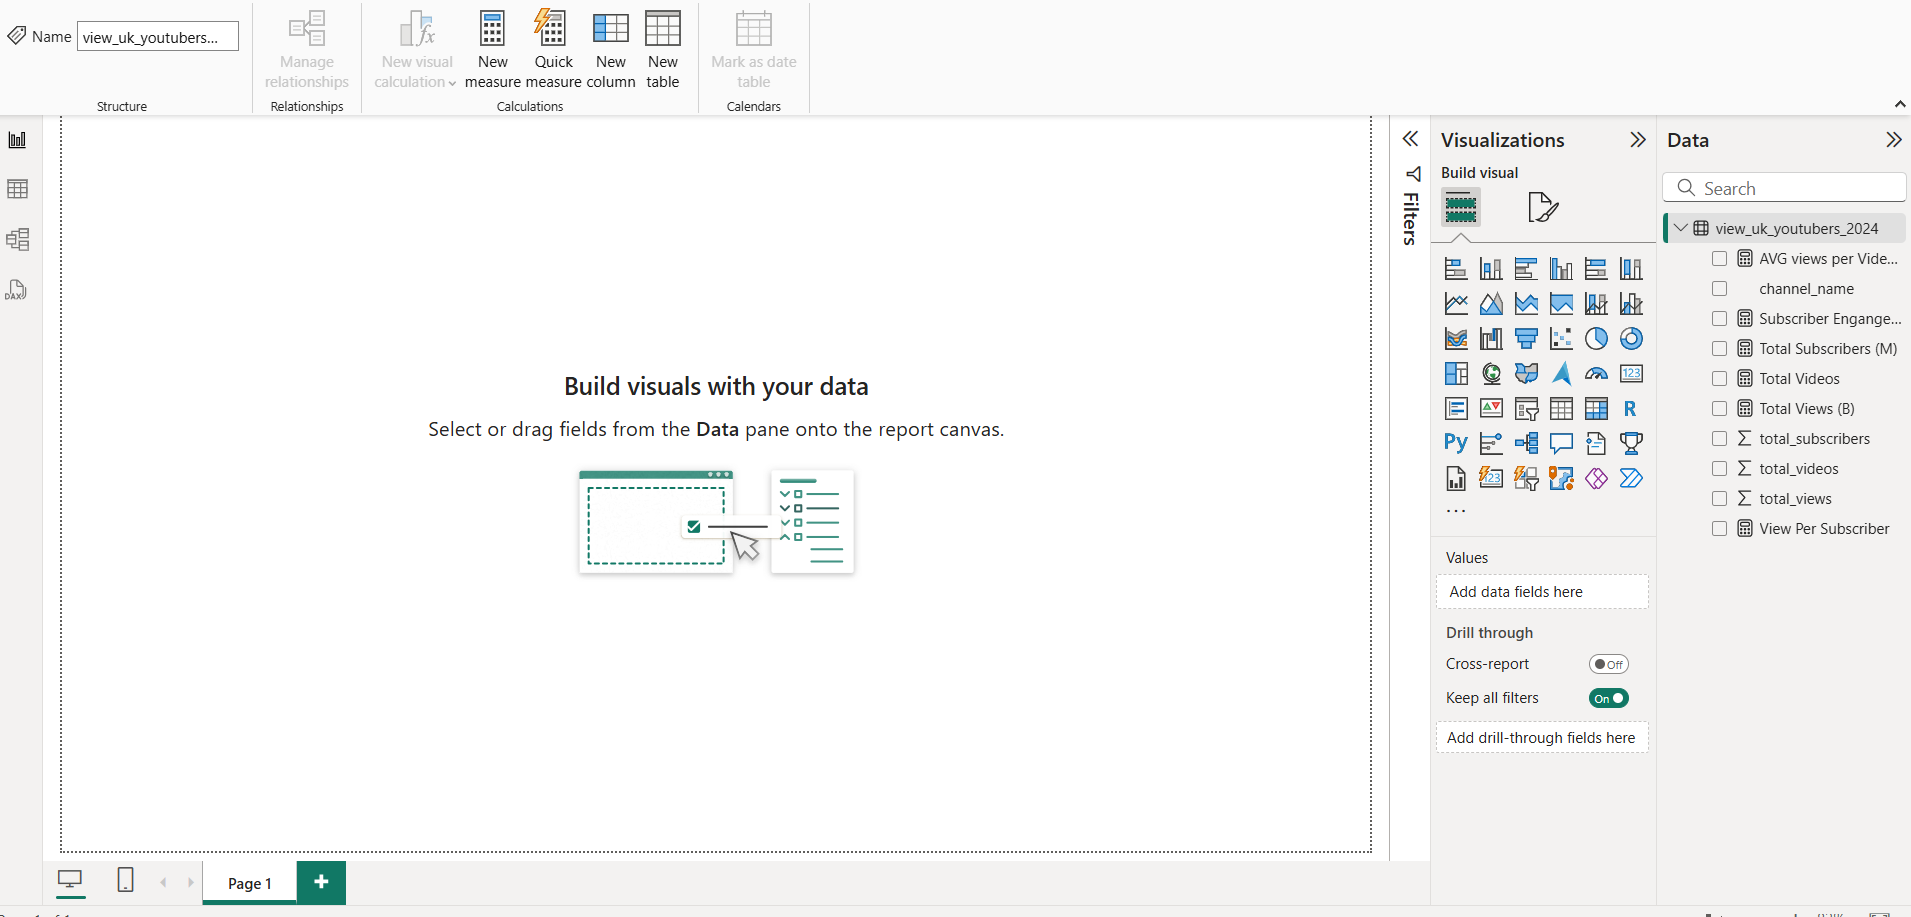 Name
view_uk_youtubers...
Structure
Manage
relationships
Relationships
New visual
calculation
New
measure
Quick
measure
New
column
New
table
Calculations
Mark as date
table
Calendars
DAX
Build visuals with your data
Select or drag fields from the Data pane onto the report canvas.
Filters
Visualizations
Build visual
123
R
Py
123
...
Values
Add data fields here
Drill through
Cross-report
Off
Keep all filters
On
Add drill-through fields here
Data
Search
view_uk_youtubers_2024
AVG views per Vide...
channel_name
Subscriber Engange...
Total Subscribers (M)
Total Videos
Total Views (B)
total_subscribers
total_videos
total_views
View Per Subscriber
Page 1